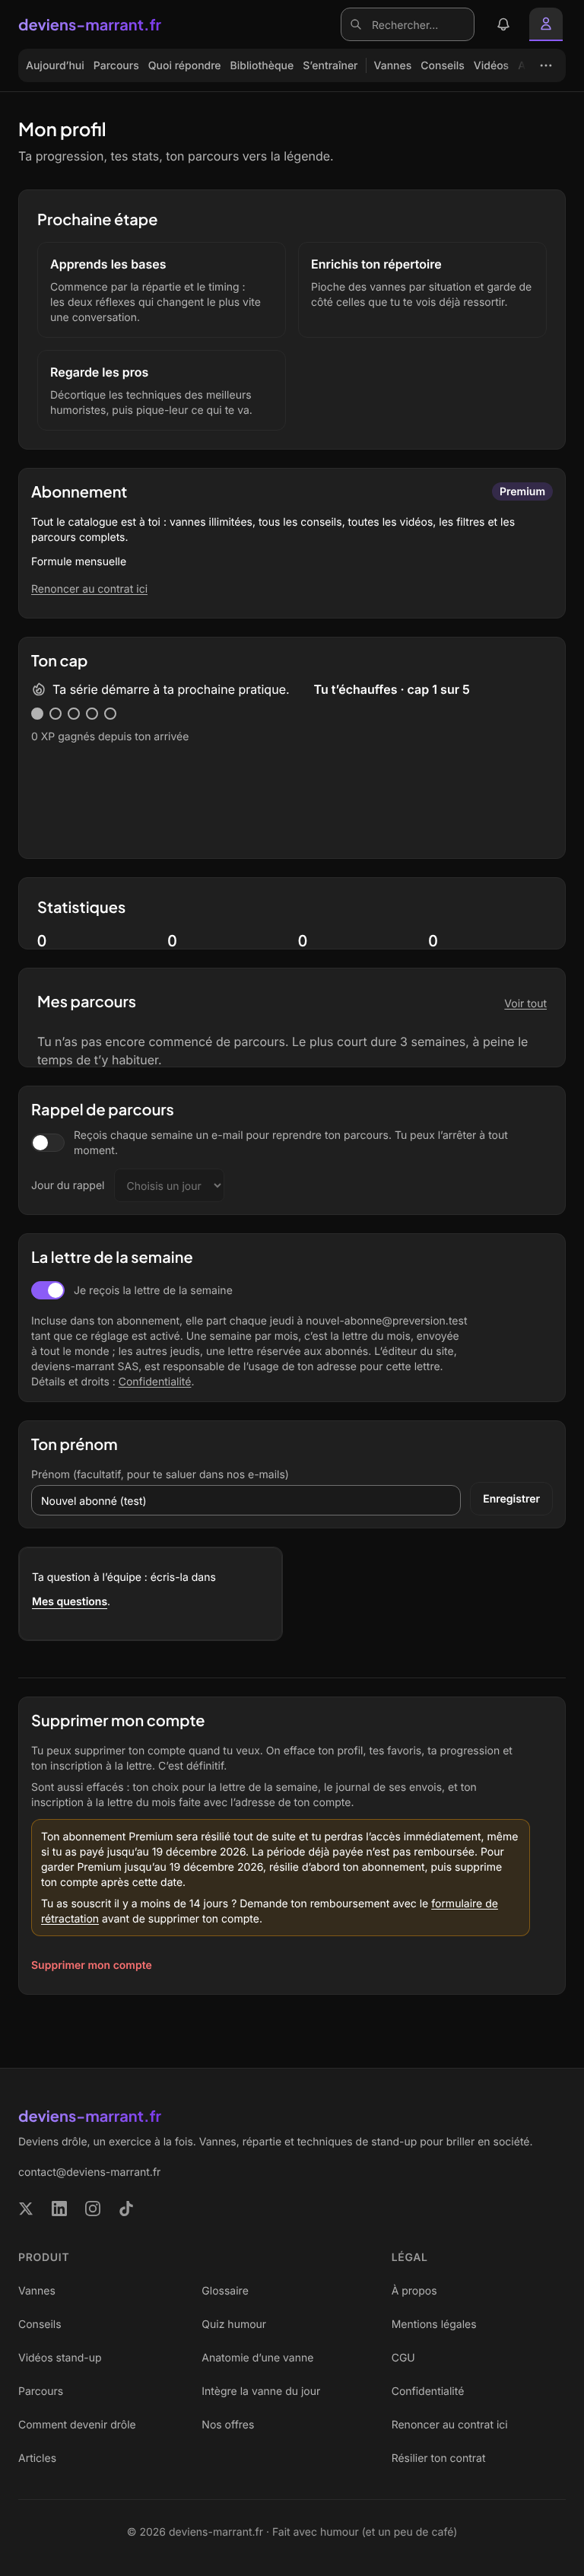 deviens-marrant.fr
Rechercher...
Aujourd’hui Parcours Quoi répondre Bibliothèque S’entraîner Vannes Conseils Vidéos
Mon profil
Ta progression, tes stats, ton parcours vers la légende.
Prochaine étape
Apprends les bases
Commence par la répartie et le timing :
les deux réflexes qui changent le plus vite
une conversation.
Enrichis ton répertoire
Pioche des vannes par situation et garde de
côté celles que tu te vois déjà ressortir.
Regarde les pros
Décortique les techniques des meilleurs
humoristes, puis pique-leur ce qui te va.
Abonnement
Premium
Tout le catalogue est à toi : vannes illimitées, tous les conseils, toutes les vidéos, les filtres et les
parcours complets.
Formule mensuelle
Renoncer au contrat ici
Ton cap
Ta série démarre à ta prochaine pratique. Tu t’échauffes · cap 1 sur 5
0 XP gagnés depuis ton arrivée
Statistiques
0 0 0 0
Mes parcours
Voir tout
Tu n’as pas encore commencé de parcours. Le plus court dure 3 semaines, à peine le
temps de t’y habituer.
Rappel de parcours
Reçois chaque semaine un e-mail pour reprendre ton parcours. Tu peux l’arrêter à tout
moment.
Jour du rappel Choisis un jour
La lettre de la semaine
Je reçois la lettre de la semaine
Incluse dans ton abonnement, elle part chaque jeudi à nouvel-abonne@preversion.test
tant que ce réglage est activé. Une semaine par mois, c’est la lettre du mois, envoyée
à tout le monde ; les autres jeudis, une lettre réservée aux abonnés. L’éditeur du site,
deviens-marrant SAS, est responsable de l’usage de ton adresse pour cette lettre.
Détails et droits : Confidentialité.
Ton prénom
Prénom (facultatif, pour te saluer dans nos e-mails)
Nouvel abonné (test)
Enregistrer
Ta question à l’équipe : écris-la dans
Mes questions.
Supprimer mon compte
Tu peux supprimer ton compte quand tu veux. On efface ton profil, tes favoris, ta progression et
ton inscription à la lettre. C’est définitif.
Sont aussi effacés : ton choix pour la lettre de la semaine, le journal de ses envois, et ton
inscription à la lettre du mois faite avec l’adresse de ton compte.
Ton abonnement Premium sera résilié tout de suite et tu perdras l’accès immédiatement, même
si tu as payé jusqu’au 19 décembre 2026. La période déjà payée n’est pas remboursée. Pour
garder Premium jusqu’au 19 décembre 2026, résilie d’abord ton abonnement, puis supprime
ton compte après cette date.
Tu as souscrit il y a moins de 14 jours ? Demande ton remboursement avec le formulaire de
rétractation avant de supprimer ton compte.
Supprimer mon compte
deviens-marrant.fr
Deviens drôle, un exercice à la fois. Vannes, répartie et techniques de stand-up pour briller en société.
contact@deviens-marrant.fr
PRODUIT
Vannes
Conseils
Vidéos stand-up
Parcours
Comment devenir drôle
Articles
Glossaire
Quiz humour
Anatomie d’une vanne
Intègre la vanne du jour
Nos offres
LÉGAL
À propos
Mentions légales
CGU
Confidentialité
Renoncer au contrat ici
Résilier ton contrat
© 2026 deviens-marrant.fr · Fait avec humour (et un peu de café)